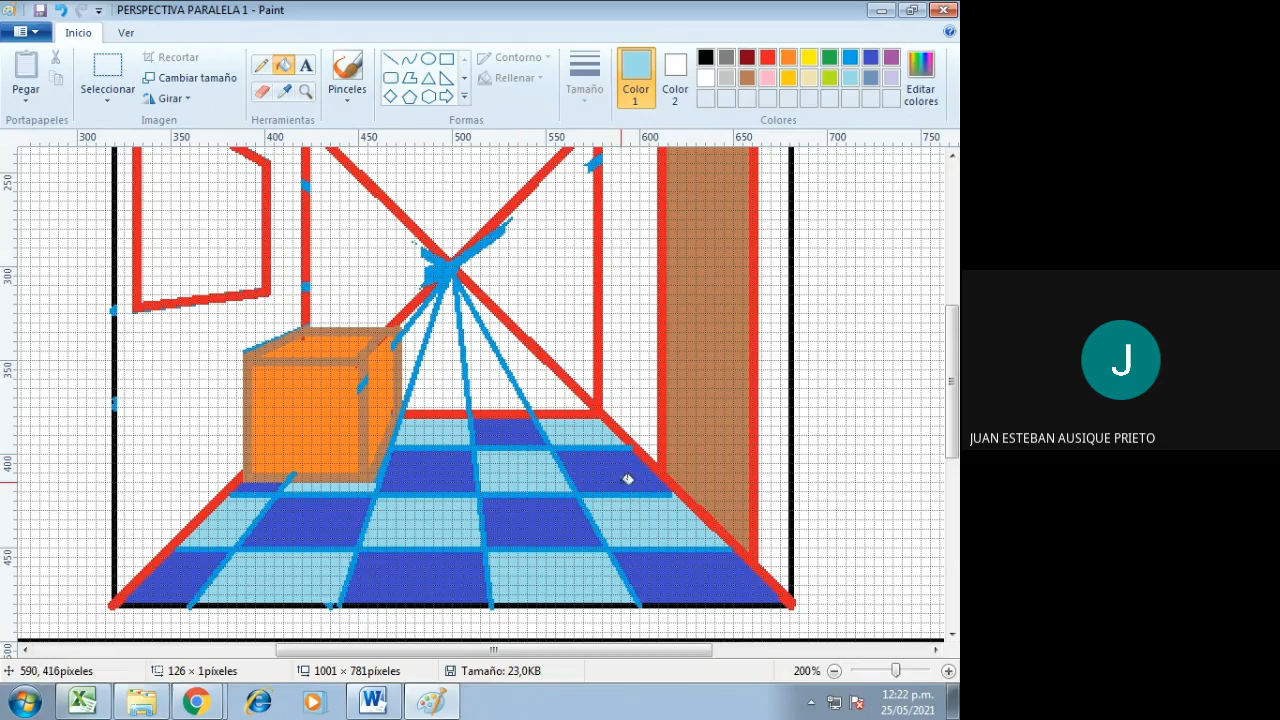 PERSPECTIVA PARALELA 1 - Paint
Inicio
Ver
Pegar
Portapapeles
Seleccionar
Recortar
Cambiar tamaño
Girar
Imagen
A
Herramientas
Pinceles
Contorno
Rellenar
Formas
Tamaño
Color
1
Color
2
Editar
colores
Colores
300
350
400
450
500
550
600
650
700
750
250
300
350
400
450
500
J
JUAN ESTEBAN AUSIQUE PRIETO
590, 416píxeles
126 × 1píxeles
1001 × 781píxeles
Tamaño: 23,0KB
200%
12:22 p.m.
25/05/2021